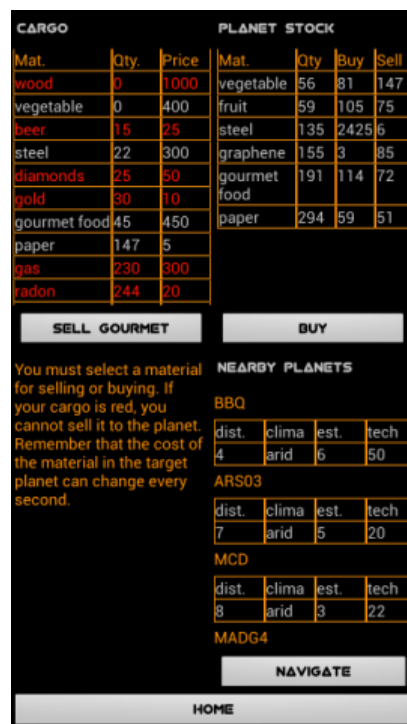 CARGO
Mat. Qty. Price
wood 0 1000
vegetable 0 400
beer 15 25
steel 22 300
diamonds 25 50
gold 30 10
gourmet food 45 450
paper 147 5
gas 230 300
radon 244 20
SELL GOURMET
You must select a material
for selling or buying. If
your cargo is red, you
cannot sell it to the planet.
Remember that the cost of
the material in the target
planet can change every
second.
PLANET STOCK
Mat. Qty Buy Sell
vegetable 56 81 147
fruit 59 105 75
steel 135 2425 6
graphene 155 3 85
gourmet 191 114 72
food
paper 294 59 51
BUY
NEARBY PLANETS
BBQ
dist. clima est. tech
4 arid 6 50
ARS03
dist. clima est. tech
7 arid 5 20
MCD
dist. clima est. tech
8 arid 3 22
MADG4
NAVIGATE
HOME